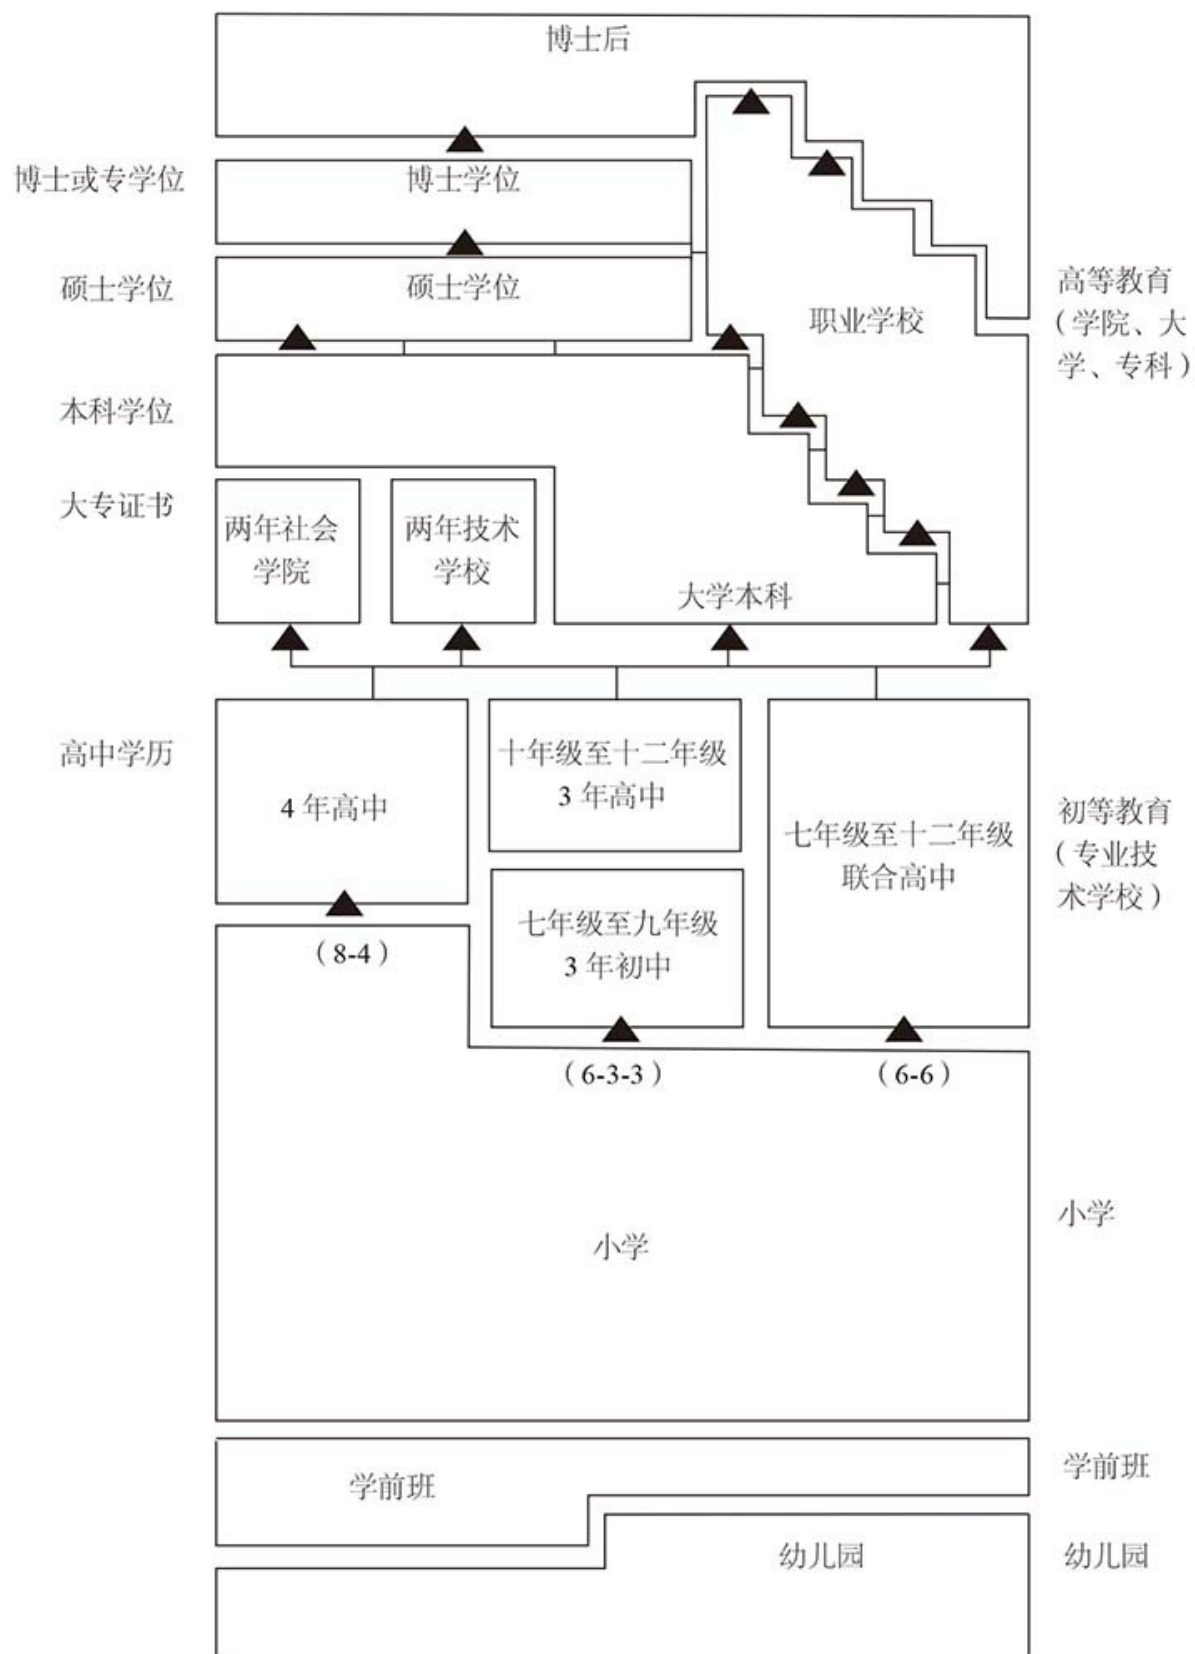 博士后
博士或专学位
博士学位
硕士学位
硕士学位
职业学校
高等教育
（学院、大
学、专科）
本科学位
大专证书
两年社会
学院
两年技术
学校
大学本科
高中学历
4 年高中
十年级至十二年级
3 年高中
七年级至十二年级
联合高中
初等教育
（专业技
术学校）
七年级至九年级
3 年初中
（8-4）
（6-3-3）
（6-6）
小学
小学
学前班
学前班
幼儿园
幼儿园